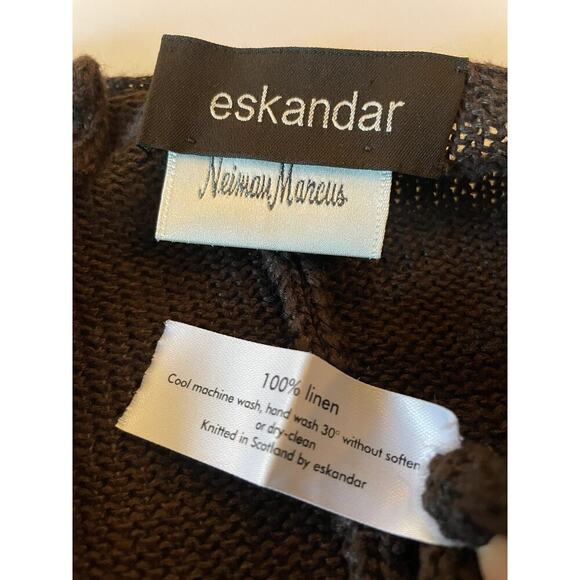 eskandar
Neiman Marcus
100% linen
Cool machine wash, hand wash 30° without soften
or dry-clean
Knitted in Scotland by eskandar